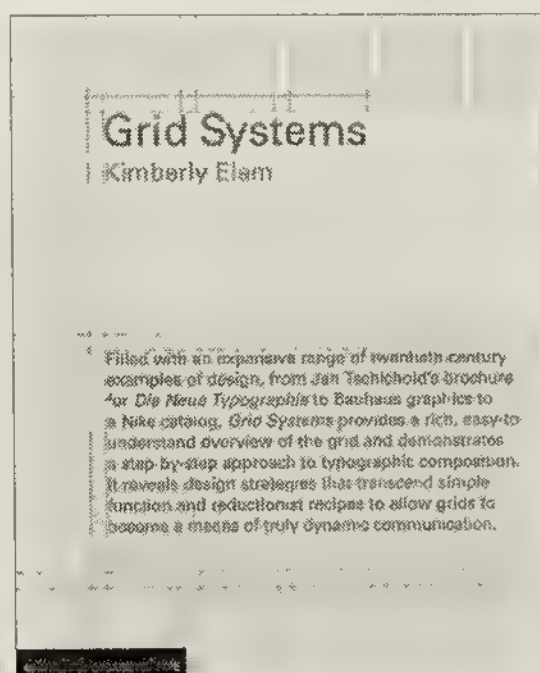 Grid Systems
Kimberly Elam
Filled with an expansive range of twentieth century
examples of design, from Jan Tschichold's brochure
for Die Neue Typographie to Bauhaus graphics to
a Nike catalog, Grid Systems provides a rich, easy-to
understand overview of the grid and demonstrates
a step-by-step approach to typographic composition.
It reveals design strategies that transcend simple
function and reductionist recipes to allow grids to
become a means of truly dynamic communication.